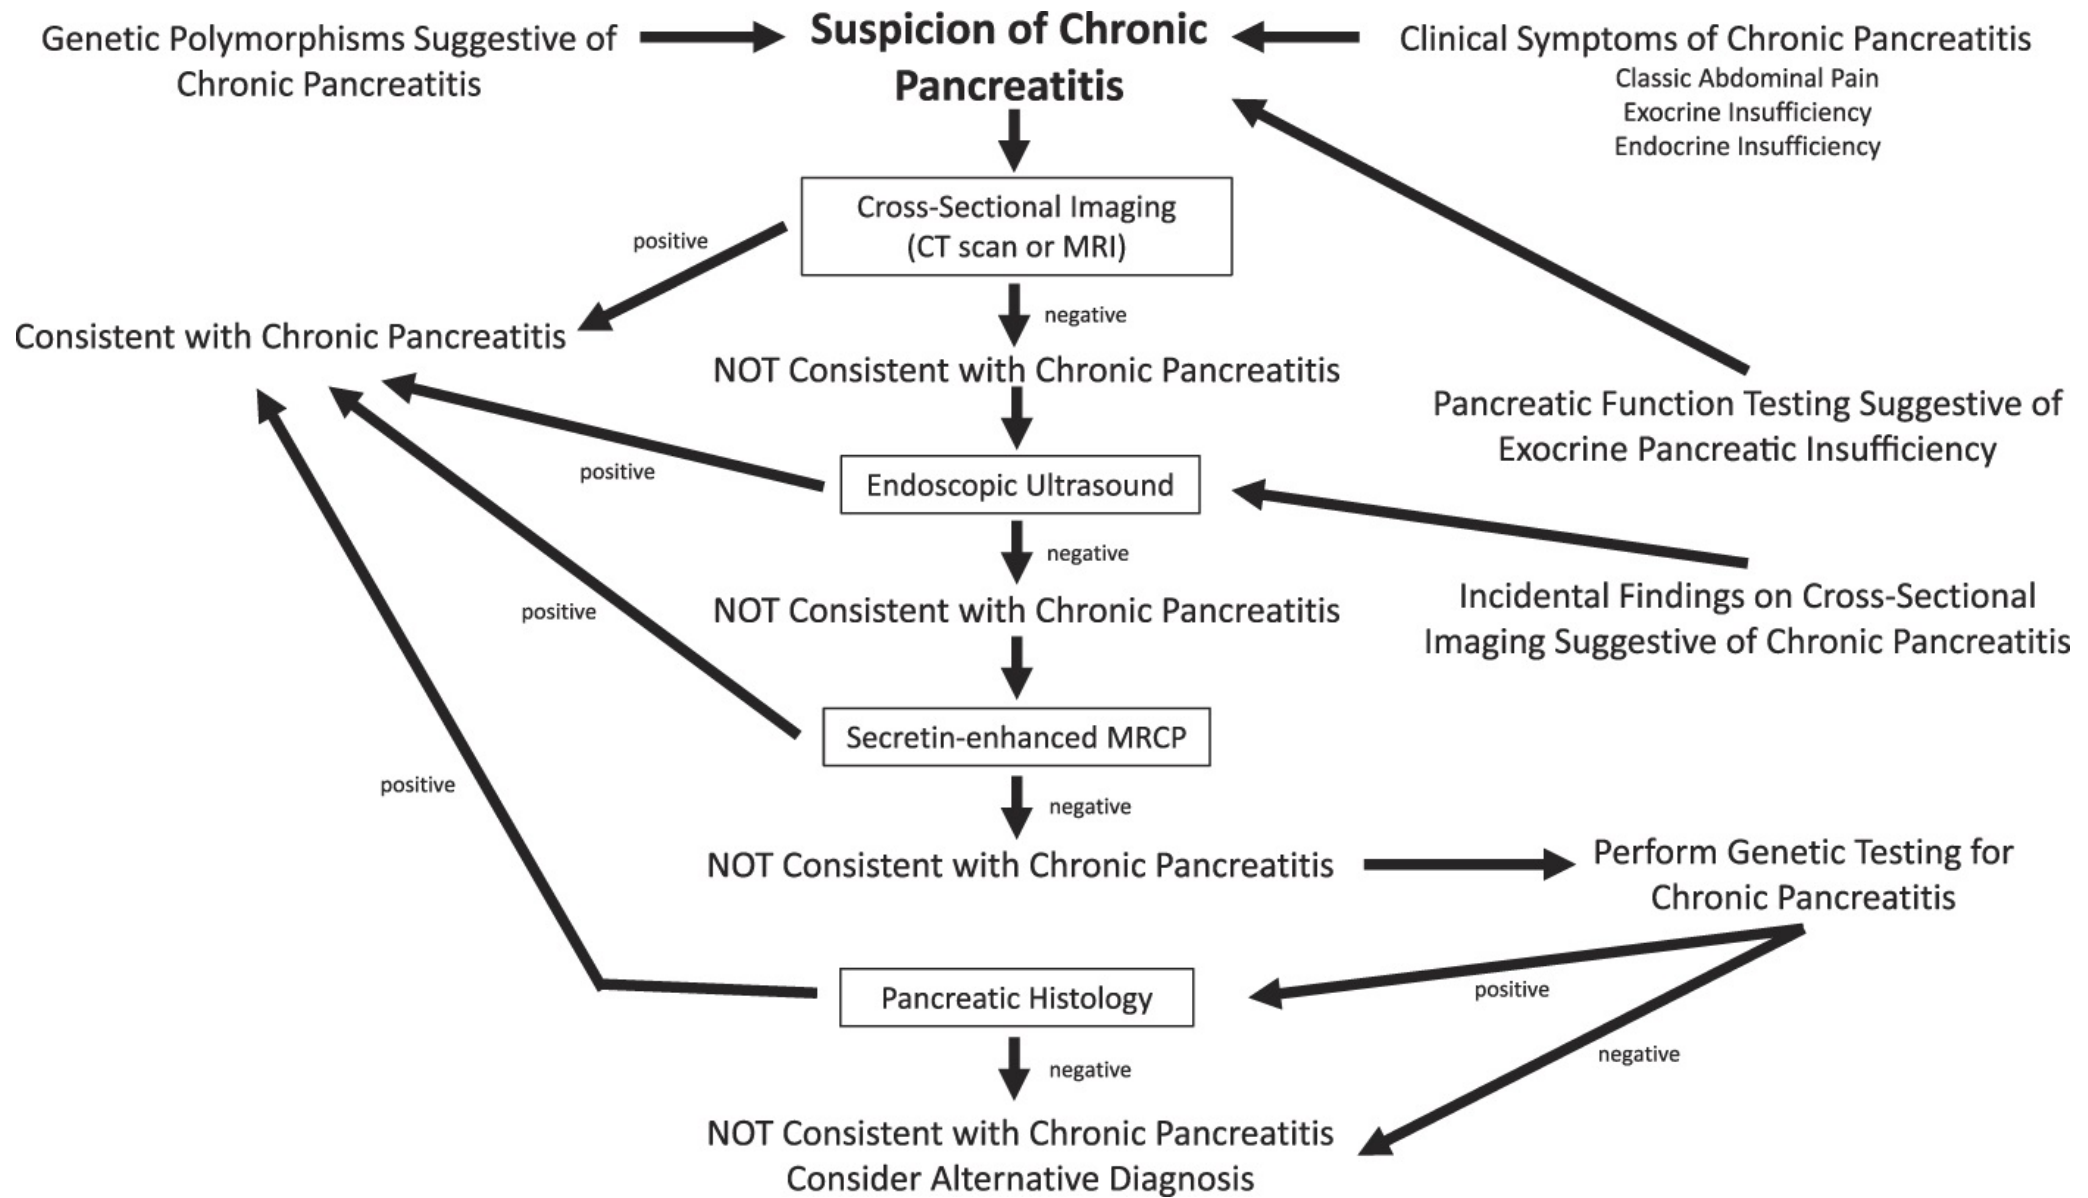 Genetic Polymorphisms Suggestive of
Chronic Pancreatitis
Suspicion of Chronic
Pancreatitis
Clinical Symptoms of Chronic Pancreatitis
Classic Abdominal Pain
Exocrine Insufficiency
Endocrine Insufficiency
Cross-Sectional Imaging
(CT scan or MRI)
positive
negative
Consistent with Chronic Pancreatitis
NOT Consistent with Chronic Pancreatitis
Pancreatic Function Testing Suggestive of
Exocrine Pancreatic Insufficiency
Endoscopic Ultrasound
positive
negative
NOT Consistent with Chronic Pancreatitis
Incidental Findings on Cross-Sectional
Imaging Suggestive of Chronic Pancreatitis
positive
Secretin-enhanced MRCP
positive
negative
NOT Consistent with Chronic Pancreatitis
Perform Genetic Testing for
Chronic Pancreatitis
Pancreatic Histology
positive
negative
negative
NOT Consistent with Chronic Pancreatitis
Consider Alternative Diagnosis